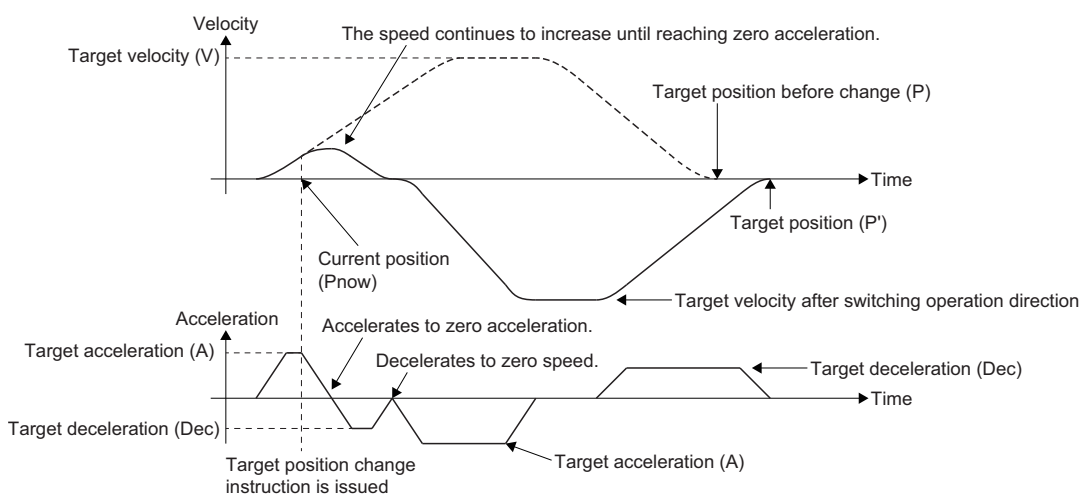 Velocity
The speed continues to increase until reaching zero acceleration.
Target velocity (V)
Target position before change (P)
Time
Target position (P')
Current position
(Pnow)
Target velocity after switching operation direction
Acceleration
Accelerates to zero acceleration.
Target acceleration (A)
Decelerates to zero speed.
Target deceleration (Dec)
Time
Target deceleration (Dec)
Target acceleration (A)
Target position change
instruction is issued